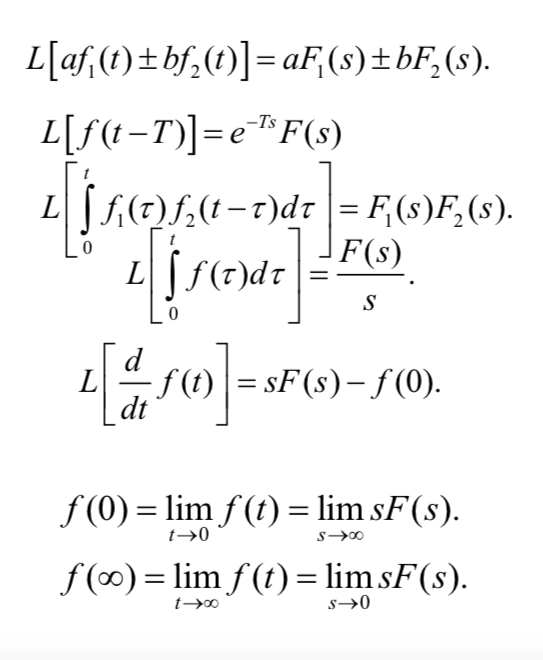 L[af₁(t) ± bf₂(t)] = aF₁(s) ± bF₂(s).
L[f(t − T)] = e^{−Ts} F(s)
L[∫₀ᵗ f₁(τ) f₂(t − τ)dτ] = F₁(s)F₂(s).
L[∫₀ᵗ f(τ)dτ] = F(s)/s.
L[d/dt f(t)] = sF(s) − f(0).
f(0) = lim_{t→0} f(t) = lim_{s→∞} sF(s).
f(∞) = lim_{t→∞} f(t) = lim_{s→0} sF(s).